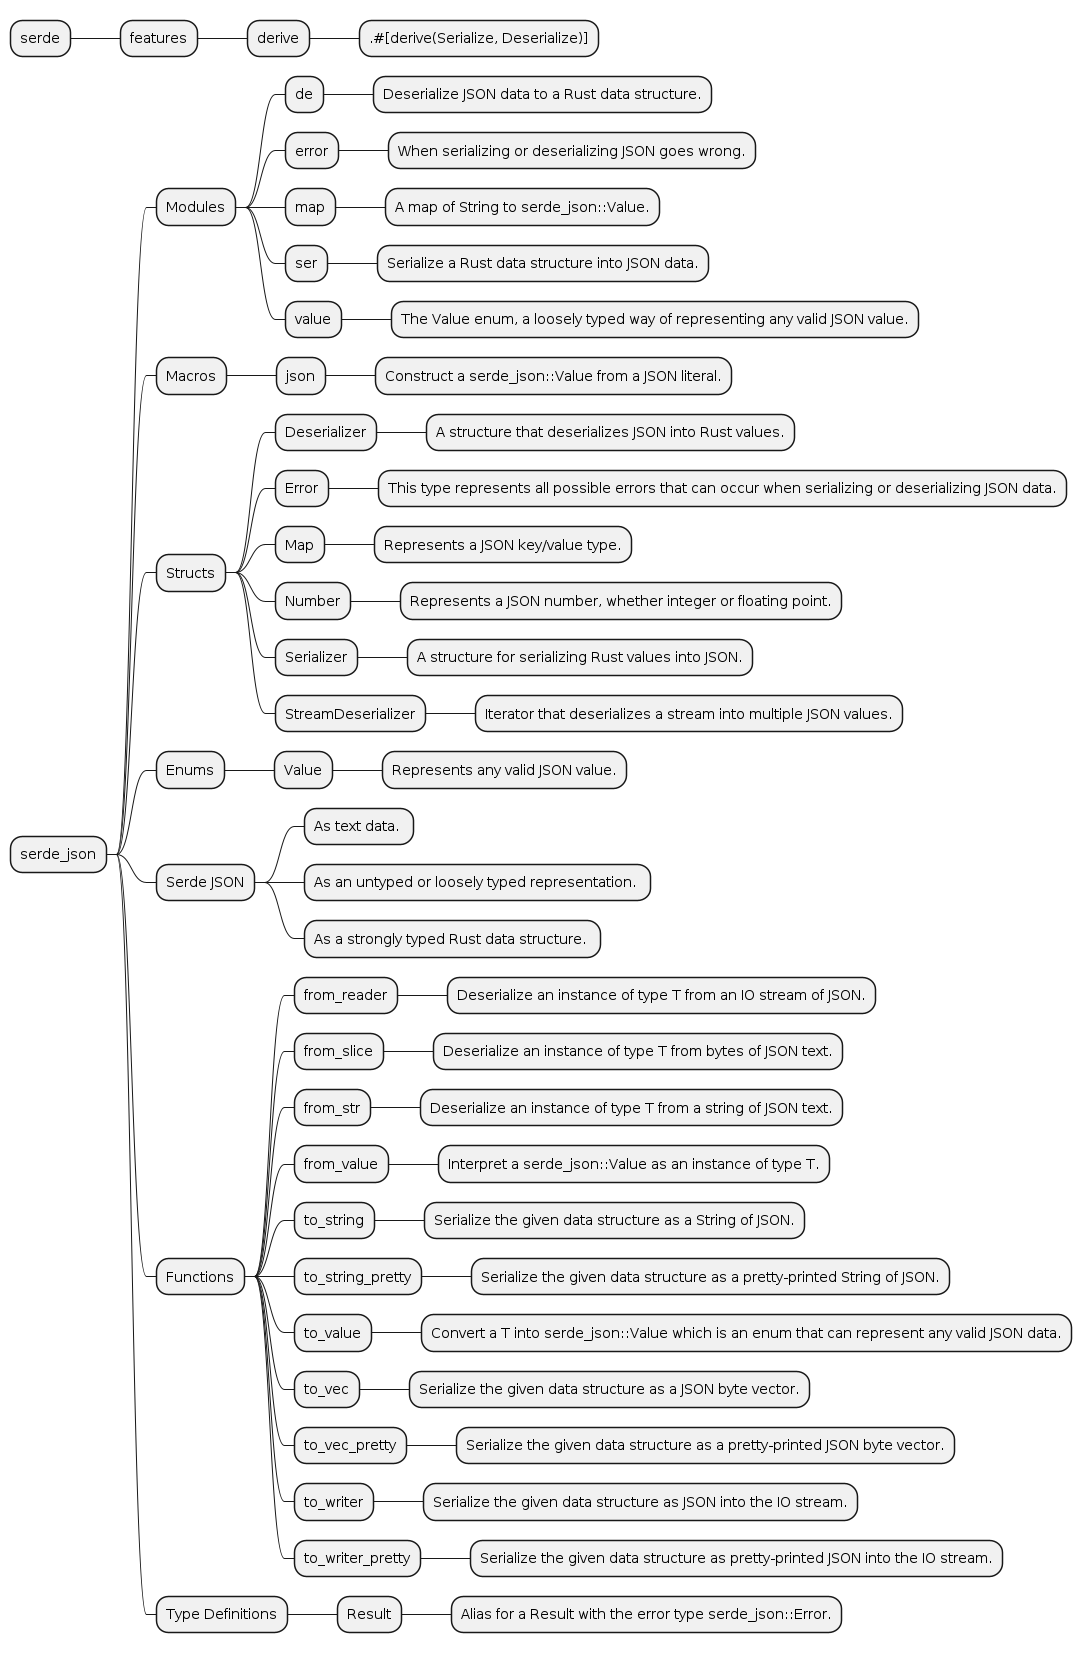 serde
features
derive
.#[derive(Serialize, Deserialize)]
serde_json
Modules
de
Deserialize JSON data to a Rust data structure.
error
When serializing or deserializing JSON goes wrong.
map
A map of String to serde_json::Value.
ser
Serialize a Rust data structure into JSON data.
value
The Value enum, a loosely typed way of representing any valid JSON value.
Macros
json
Construct a serde_json::Value from a JSON literal.
Structs
Deserializer
A structure that deserializes JSON into Rust values.
Error
This type represents all possible errors that can occur when serializing or deserializing JSON data.
Map
Represents a JSON key/value type.
Number
Represents a JSON number, whether integer or floating point.
Serializer
A structure for serializing Rust values into JSON.
StreamDeserializer
Iterator that deserializes a stream into multiple JSON values.
Enums
Value
Represents any valid JSON value.
Serde JSON
As text data.
As an untyped or loosely typed representation.
As a strongly typed Rust data structure.
Functions
from_reader
Deserialize an instance of type T from an IO stream of JSON.
from_slice
Deserialize an instance of type T from bytes of JSON text.
from_str
Deserialize an instance of type T from a string of JSON text.
from_value
Interpret a serde_json::Value as an instance of type T.
to_string
Serialize the given data structure as a String of JSON.
to_string_pretty
Serialize the given data structure as a pretty-printed String of JSON.
to_value
Convert a T into serde_json::Value which is an enum that can represent any valid JSON data.
to_vec
Serialize the given data structure as a JSON byte vector.
to_vec_pretty
Serialize the given data structure as a pretty-printed JSON byte vector.
to_writer
Serialize the given data structure as JSON into the IO stream.
to_writer_pretty
Serialize the given data structure as pretty-printed JSON into the IO stream.
Type Definitions
Result
Alias for a Result with the error type serde_json::Error.